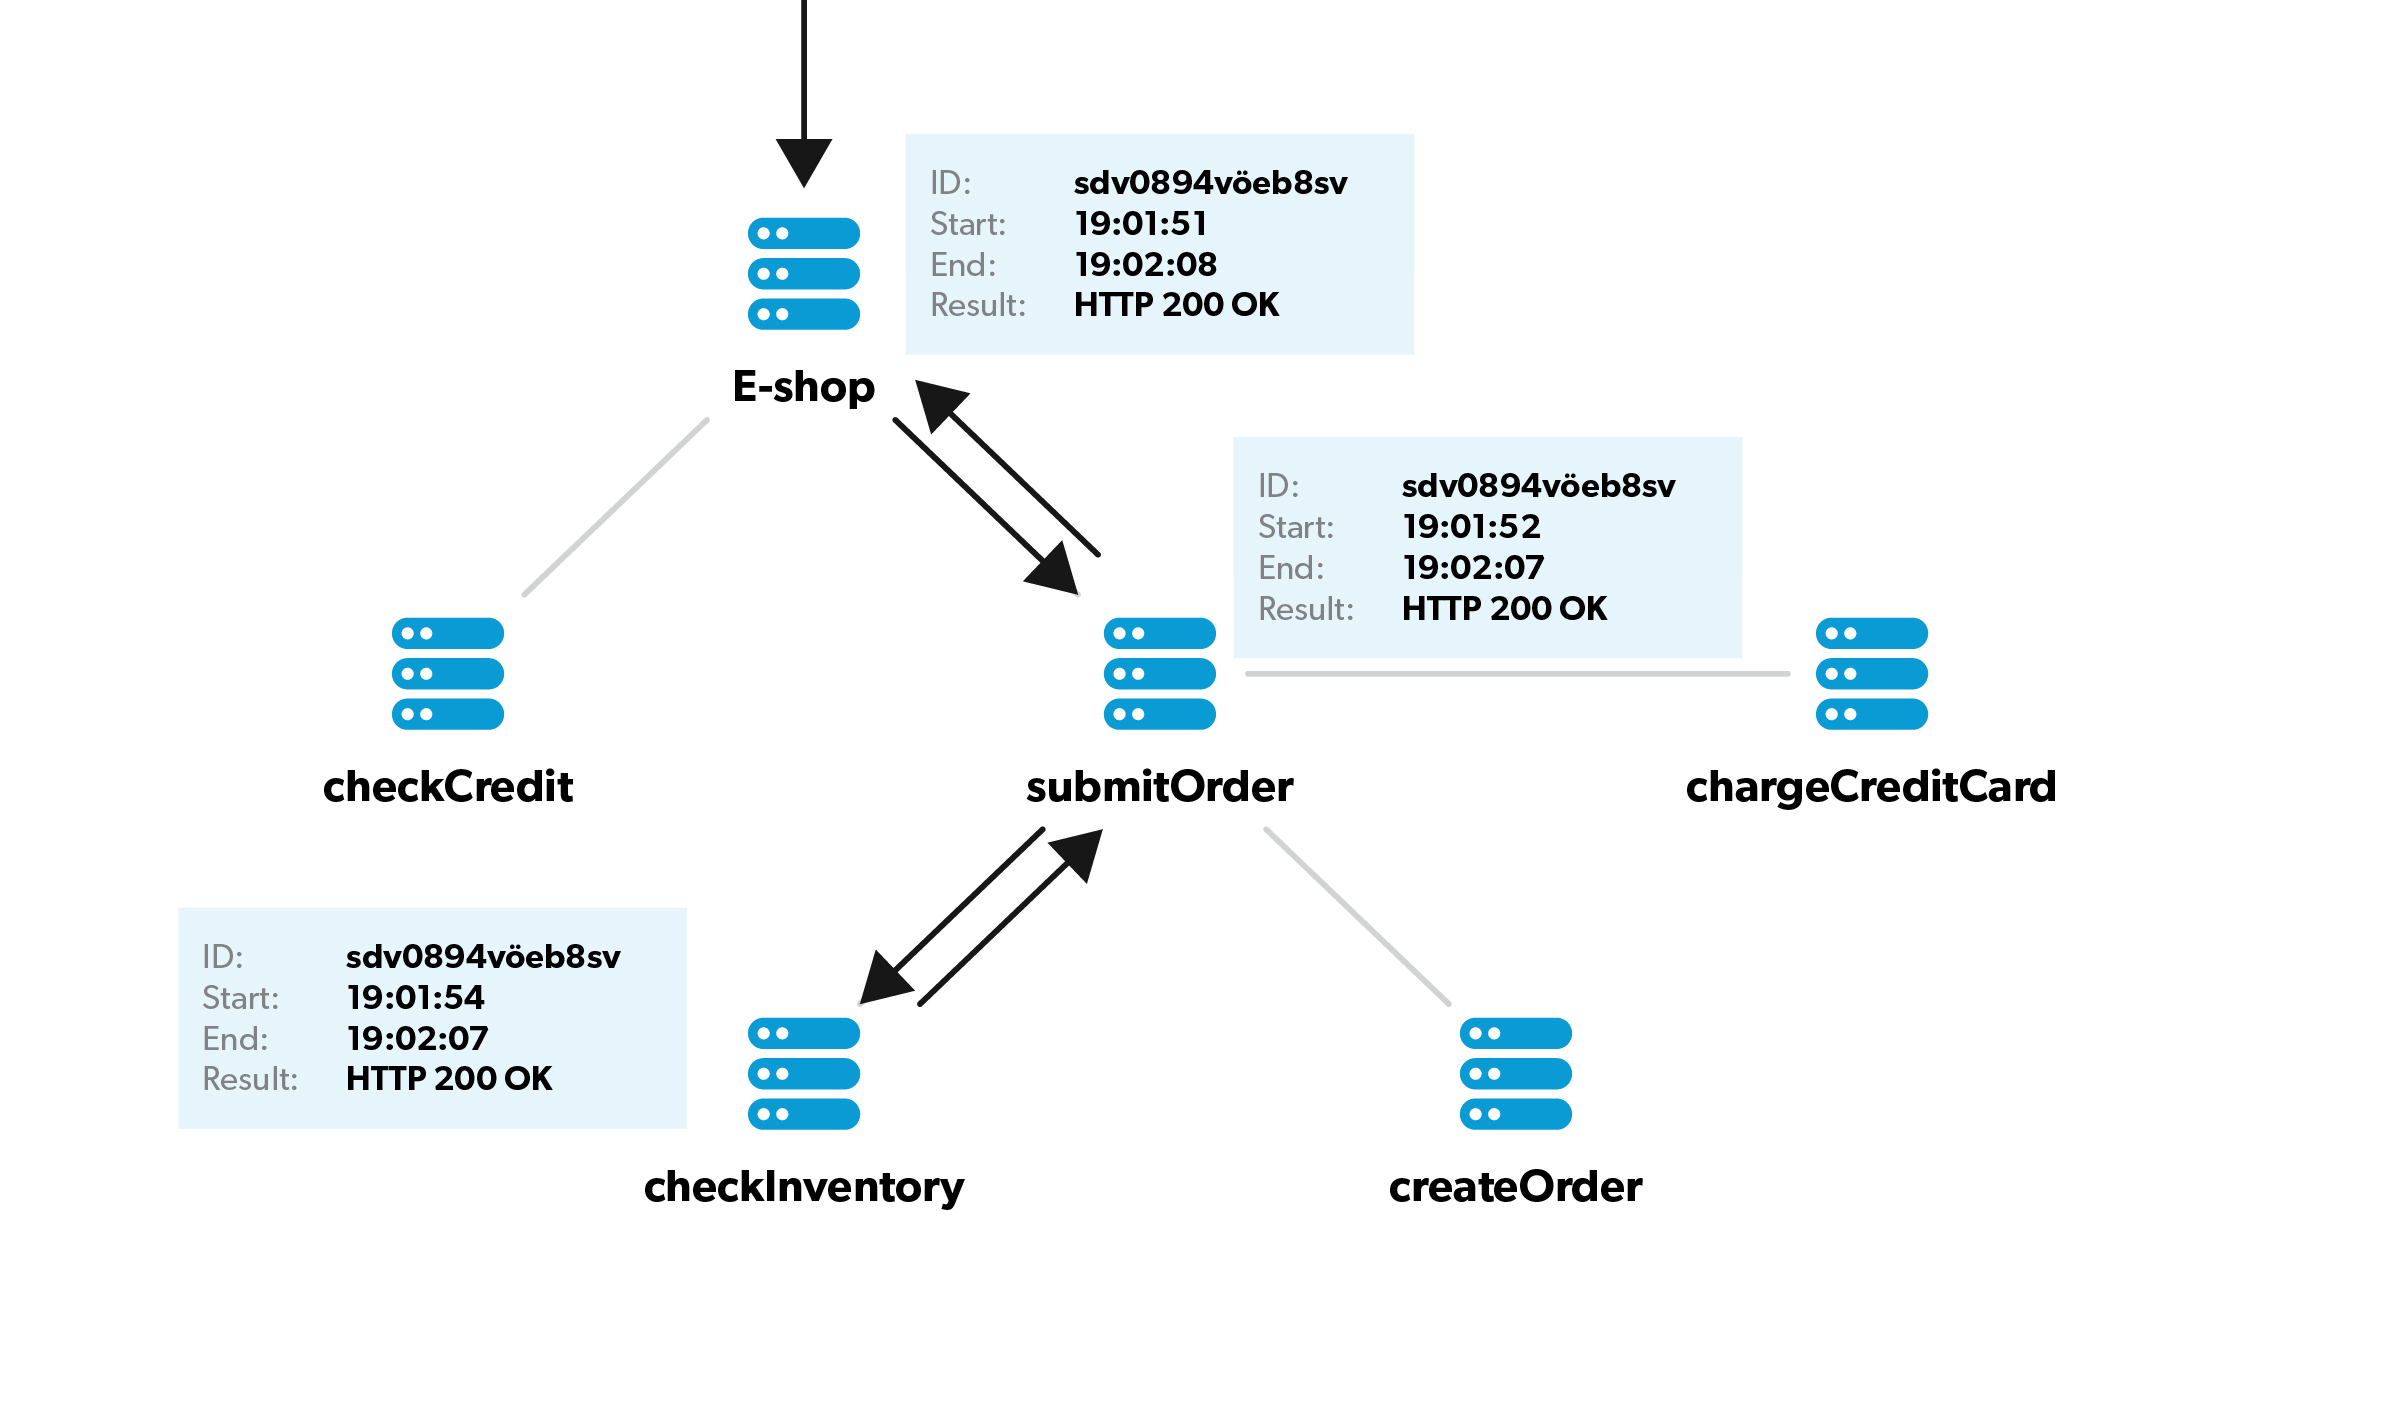 ID: sdv0894vöeb8sv
Start: 19:01:51
End: 19:02:08
Result: HTTP 200 OK
E-shop
ID: sdv0894vöeb8sv
Start: 19:01:52
End: 19:02:07
Result: HTTP 200 OK
checkCredit
submitOrder
chargeCreditCard
ID: sdv0894vöeb8sv
Start: 19:01:54
End: 19:02:07
Result: HTTP 200 OK
checkInventory
createOrder